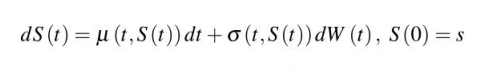 dS(t) = μ(t,S(t))dt + σ(t,S(t))dW(t), S(0) = s